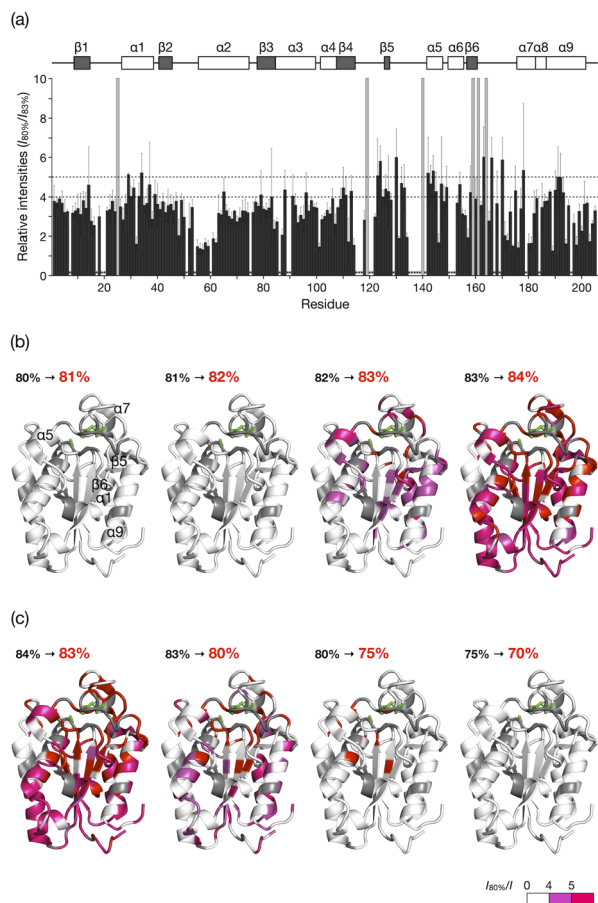 (a)
β1 α1 β2 α2 β3 α3 α4 β4 β5 α5 α6 β6 α7 α8 α9
Relative intensities (I80%/I83%)
10
8
6
4
2
0
20 40 60 80 100 120 140 160 180 200
Residue
(b)
80% → 81% 81% → 82% 82% → 83% 83% → 84%
α7
α5
β5
β6
α1
α9
(c)
84% → 83% 83% → 80% 80% → 75% 75% → 70%
I80%/I 0 4 5